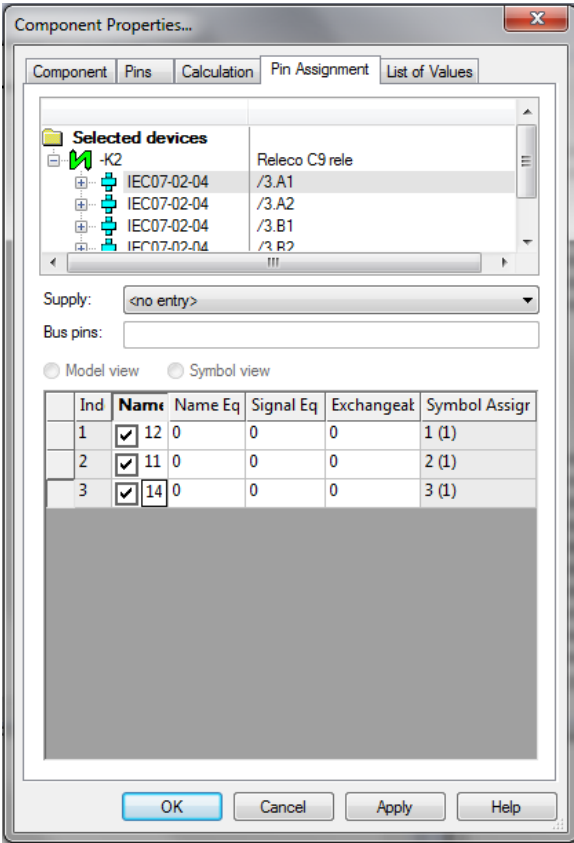 Component Properties...
Component Pins Calculation Pin Assignment List of Values
Selected devices
-K2 Releco C9 rele
IEC07-02-04 /3.A1
IEC07-02-04 /3.A2
IEC07-02-04 /3.B1
IEC07-02-04 /3.B2
Supply: <no entry>
Bus pins:
Model view Symbol view
Ind Name Name Eq Signal Eq Exchangeab Symbol Assigr
1 12 0 0 0 1 (1)
2 11 0 0 0 2 (1)
3 14 0 0 0 3 (1)
OK Cancel Apply Help